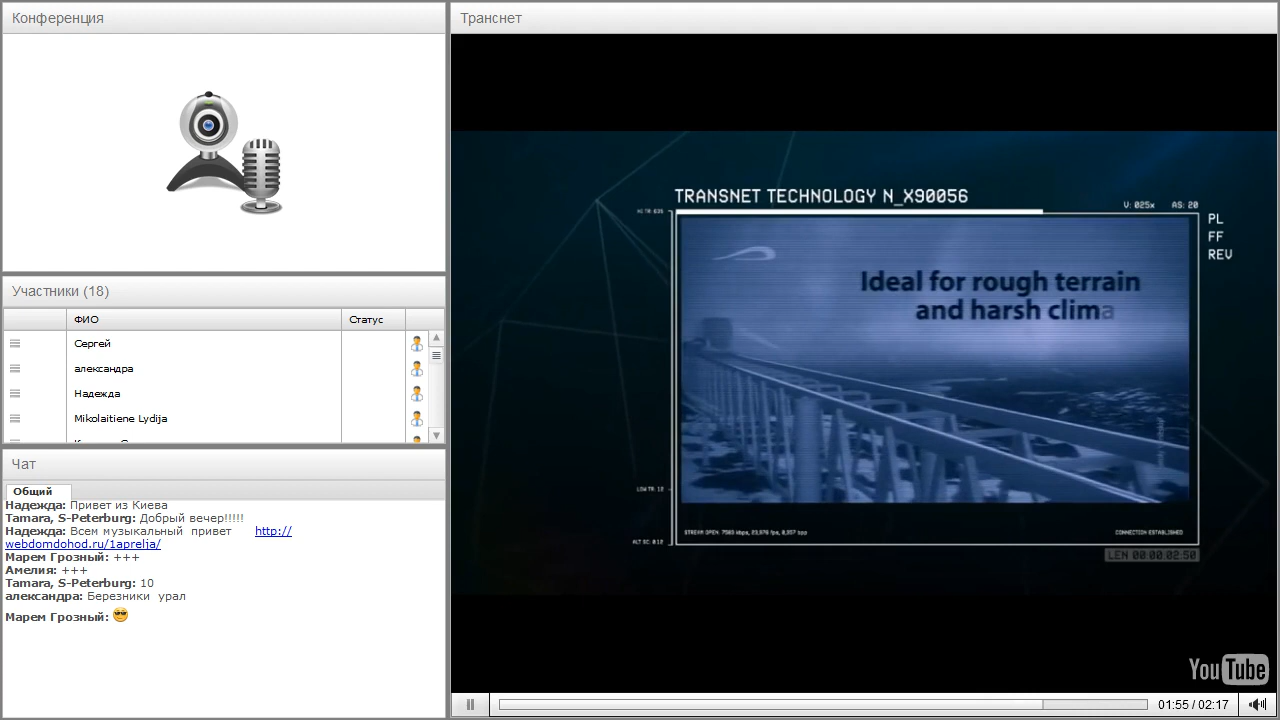 Конференция
Участники (18)
ФИО
Статус
Сергей
александра
Надежда
Mikolaitiene Lydija
Чат
Общий
Надежда: Привет из Киева
Tamara, S-Peterburg: Добрый вечер!!!!!
Надежда: Всем музыкальный привет http://
webdomdohod.ru/1aprelja/
Марем Грозный: +++
Амелия: +++
Tamara, S-Peterburg: 10
александра: Березники урал
Марем Грозный:
Транснет
TRANSNET TECHNOLOGY N_X90056
V: 025x AS: 20
PL
FF
REV
Ideal for rough terrain
and harsh clima
LOW TR. 12
CONNECTION ESTABLISHED
LEN 00:00:02:50
YouTube
01:55 / 02:17